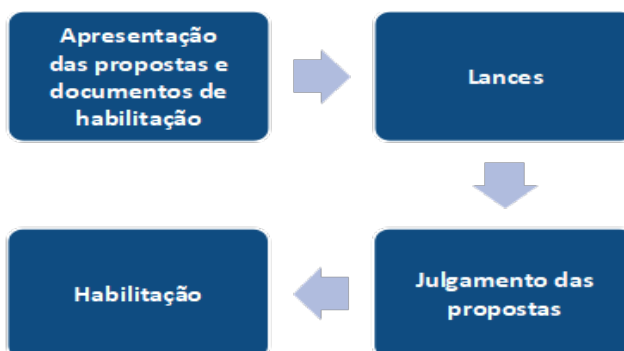 Apresentação
das propostas e
documentos de
habilitação
Lances
Julgamento das
propostas
Habilitação